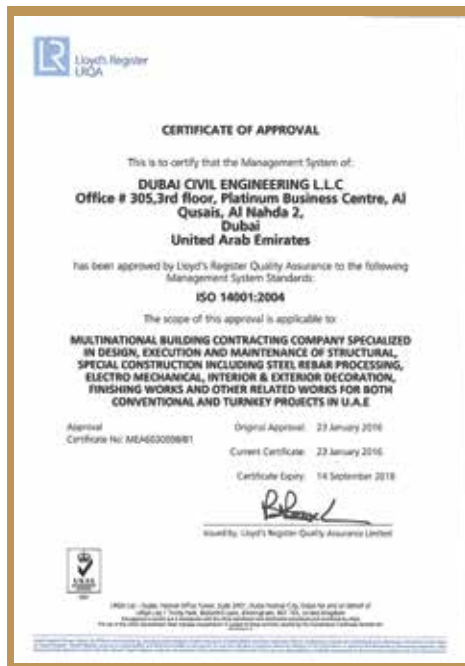 LR
Lloyd's Register
LRQA
CERTIFICATE OF APPROVAL
This is to certify that the Management System of:
DUBAI CIVIL ENGINEERING L.L.C
Office # 305,3rd floor, Platinum Business Centre, Al
Qusais, Al Nahda 2,
Dubai
United Arab Emirates
has been approved by Lloyd's Register Quality Assurance to the following
Management System Standards:
ISO 14001:2004
The scope of this approval is applicable to:
MULTINATIONAL BUILDING CONTRACTING COMPANY SPECIALIZED
IN DESIGN, EXECUTION AND MAINTENANCE OF STRUCTURAL,
SPECIAL CONSTRUCTION INCLUDING STEEL REBAR PROCESSING,
ELECTRO MECHANICAL, INTERIOR & EXTERIOR DECORATION,
FINISHING WORKS AND OTHER RELATED WORKS FOR BOTH
CONVENTIONAL AND TURNKEY PROJECTS IN U.A.E
Approval
Certificate No:
Original Approval: 23 January 2016
Current Certificate: 23 January 2016
Certificate Expiry: 14 September 2018
Issued by: Lloyd's Register Quality Assurance Limited
UKAS